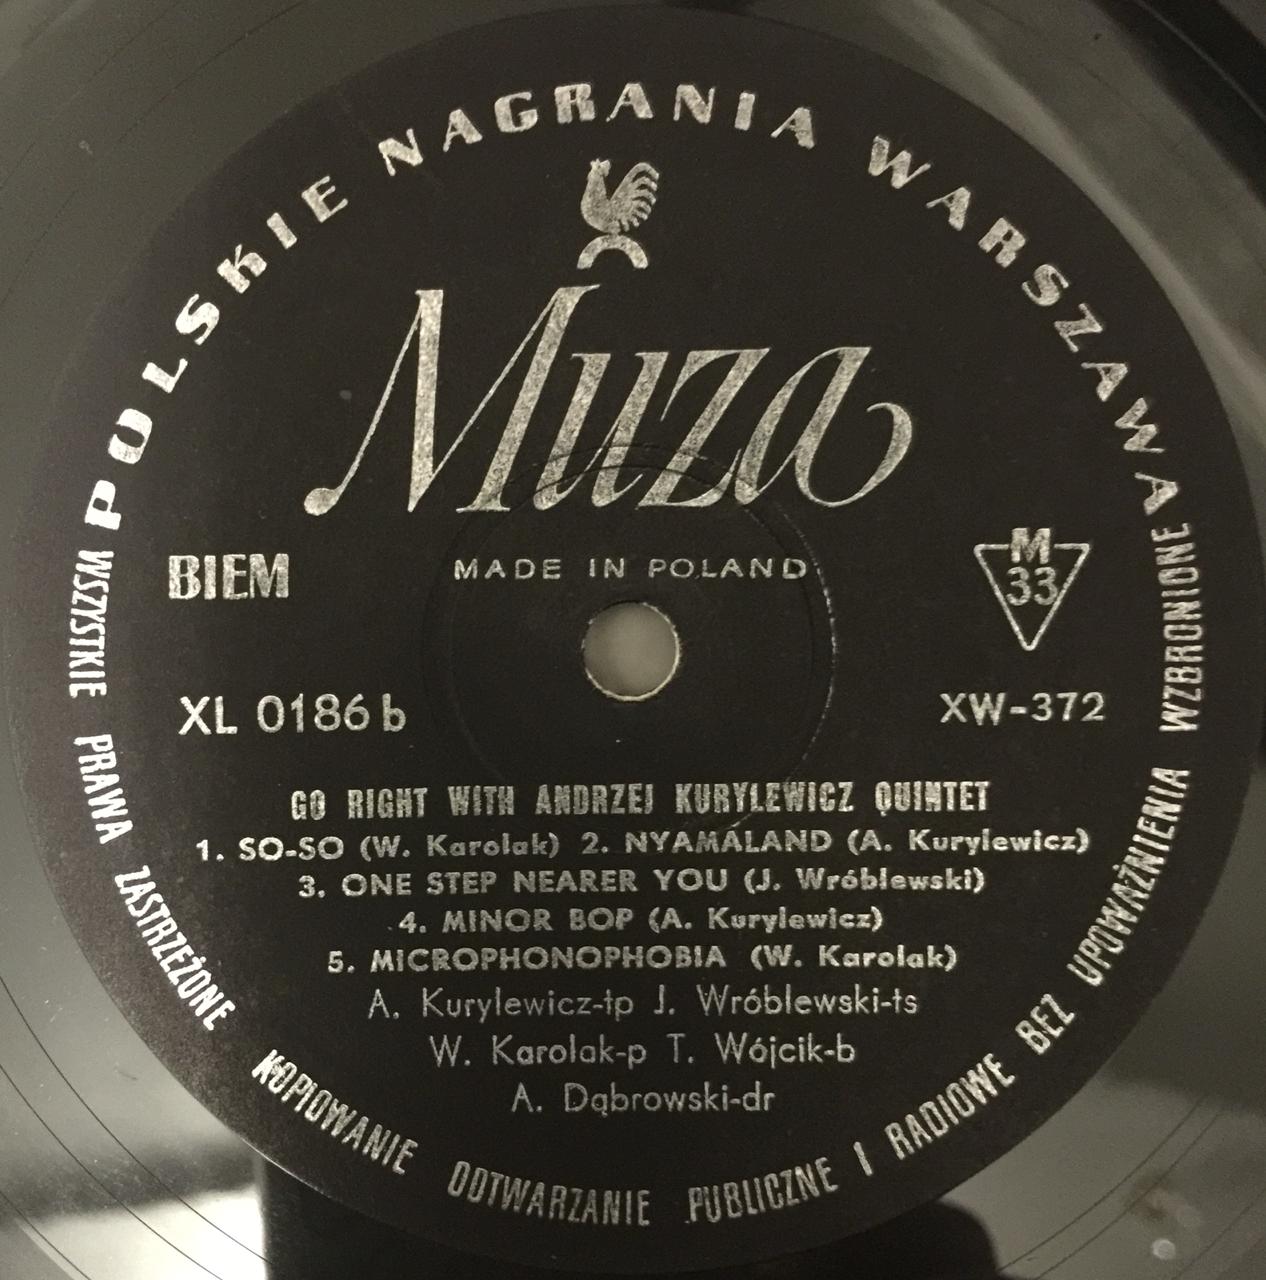 POLSKIE NAGRANIA WARSZAWA
Muza
BIEM
MADE IN POLAND
M
33
XL 0186 b
XW-372
GO RIGHT WITH ANDRZEJ KURYLEWICZ QUINTET
1. SO-SO (W. Karolak) 2. NYAMALAND (A. Kurylewicz)
3. ONE STEP NEARER YOU (J. Wróblewski)
4. MINOR BOP (A. Kurylewicz)
5. MICROPHONOPHOBIA (W. Karolak)
A. Kurylewicz-tp J. Wróblewski-ts
W. Karolak-p T. Wójcik-b
A. Dąbrowski-dr
WSZYSTKIE PRAWA ZASTRZEŻONE KOPIOWANIE ODTWARZANIE PUBLICZNE I RADIOWE BEZ UPOWAŻNIENIA WZBRONIONE